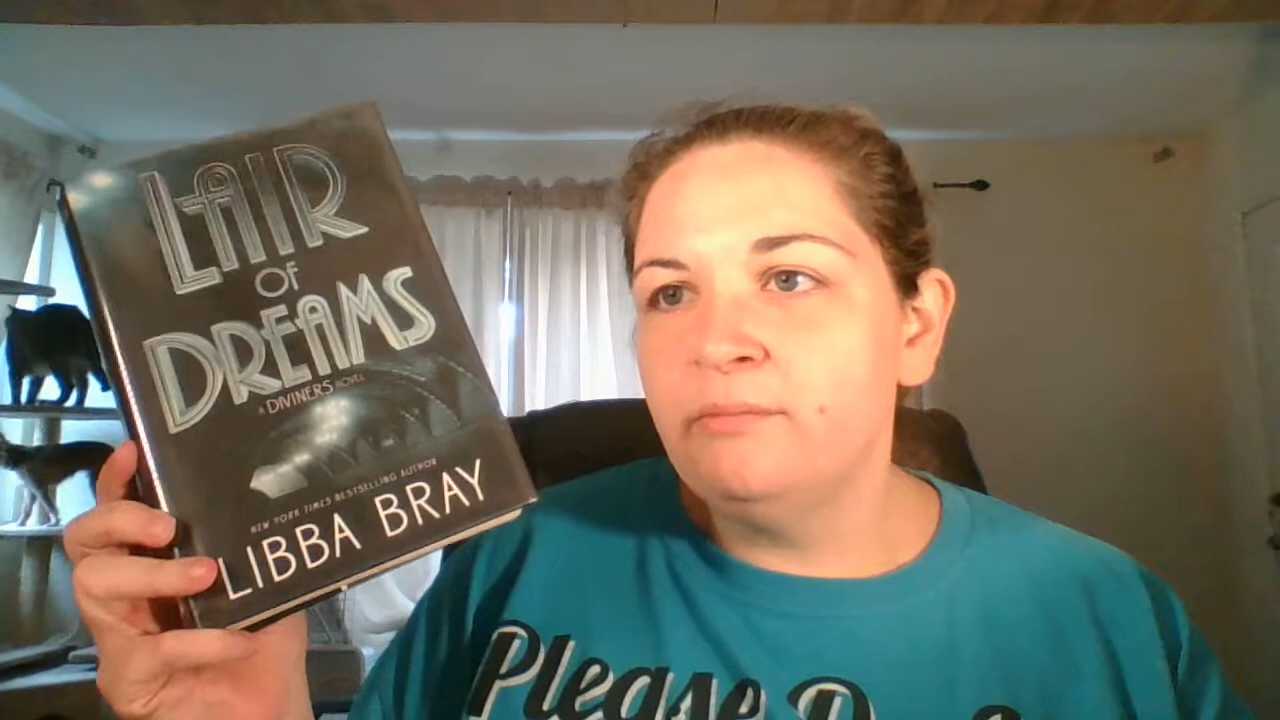 LAIR
OF
DREAMS
A DIVINERS NOVEL
NEW YORK TIMES BESTSELLING AUTHOR
LIBBA BRAY
Please